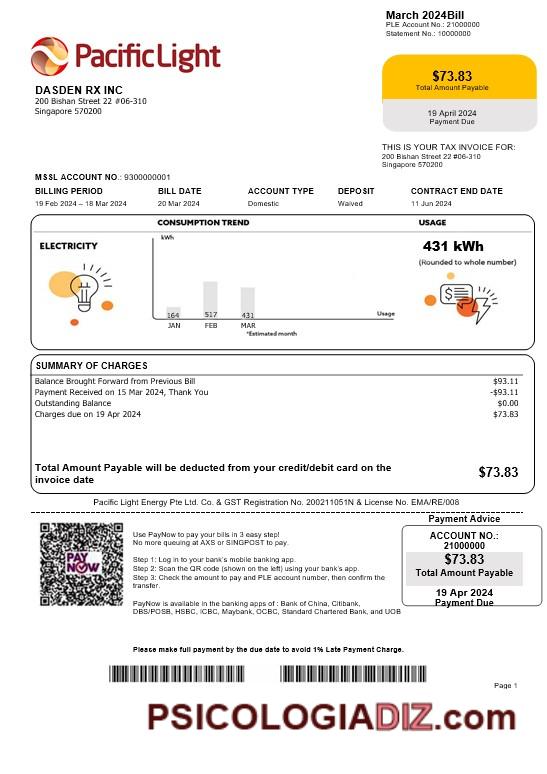 March 2024Bill
PLE Account No.: 21000000
Statement No.: 10000000
PacificLight
$73.83
Total Amount Payable
19 April 2024
Payment Due
DASDEN RX INC
200 Bishan Street 22 #06-310
Singapore 570200
THIS IS YOUR TAX INVOICE FOR:
200 Bishan Street 22 #06-310
Singapore 570200
MSSL ACCOUNT NO.: 9300000001
BILLING PERIOD BILL DATE ACCOUNT TYPE DEPOSIT CONTRACT END DATE
19 Feb 2024 – 18 Mar 2024 20 Mar 2024 Domestic Waived 11 Jun 2024
CONSUMPTION TREND USAGE
kWh
ELECTRICITY
431 kWh
(Rounded to whole number)
164 517 431 Usage
JAN FEB MAR
*Estimated month
SUMMARY OF CHARGES
Balance Brought Forward from Previous Bill $93.11
Payment Received on 15 Mar 2024, Thank You -$93.11
Outstanding Balance $0.00
Charges due on 19 Apr 2024 $73.83
Total Amount Payable will be deducted from your credit/debit card on the
invoice date
$73.83
Pacific Light Energy Pte Ltd. Co. & GST Registration No. 200211051N & License No. EMA/RE/008
Payment Advice
PAY
NOW
Use PayNow to pay your bills in 3 easy step!
No more queuing at AXS or SINGPOST to pay.
Step 1: Log in to your bank's mobile banking app.
Step 2: Scan the QR code (shown on the left) using your bank's app.
Step 3: Check the amount to pay and PLE account number, then confirm the
transfer.
PayNow is available in the banking apps of : Bank of China, Citibank,
DBS/POSB, HSBC, ICBC, Maybank, OCBC, Standard Chartered Bank, and UOB
ACCOUNT NO.:
21000000
$73.83
Total Amount Payable
19 Apr 2024
Payment Due
Please make full payment by the due date to avoid 1% Late Payment Charge.
Page 1
PSICOLOGIADIZ.com